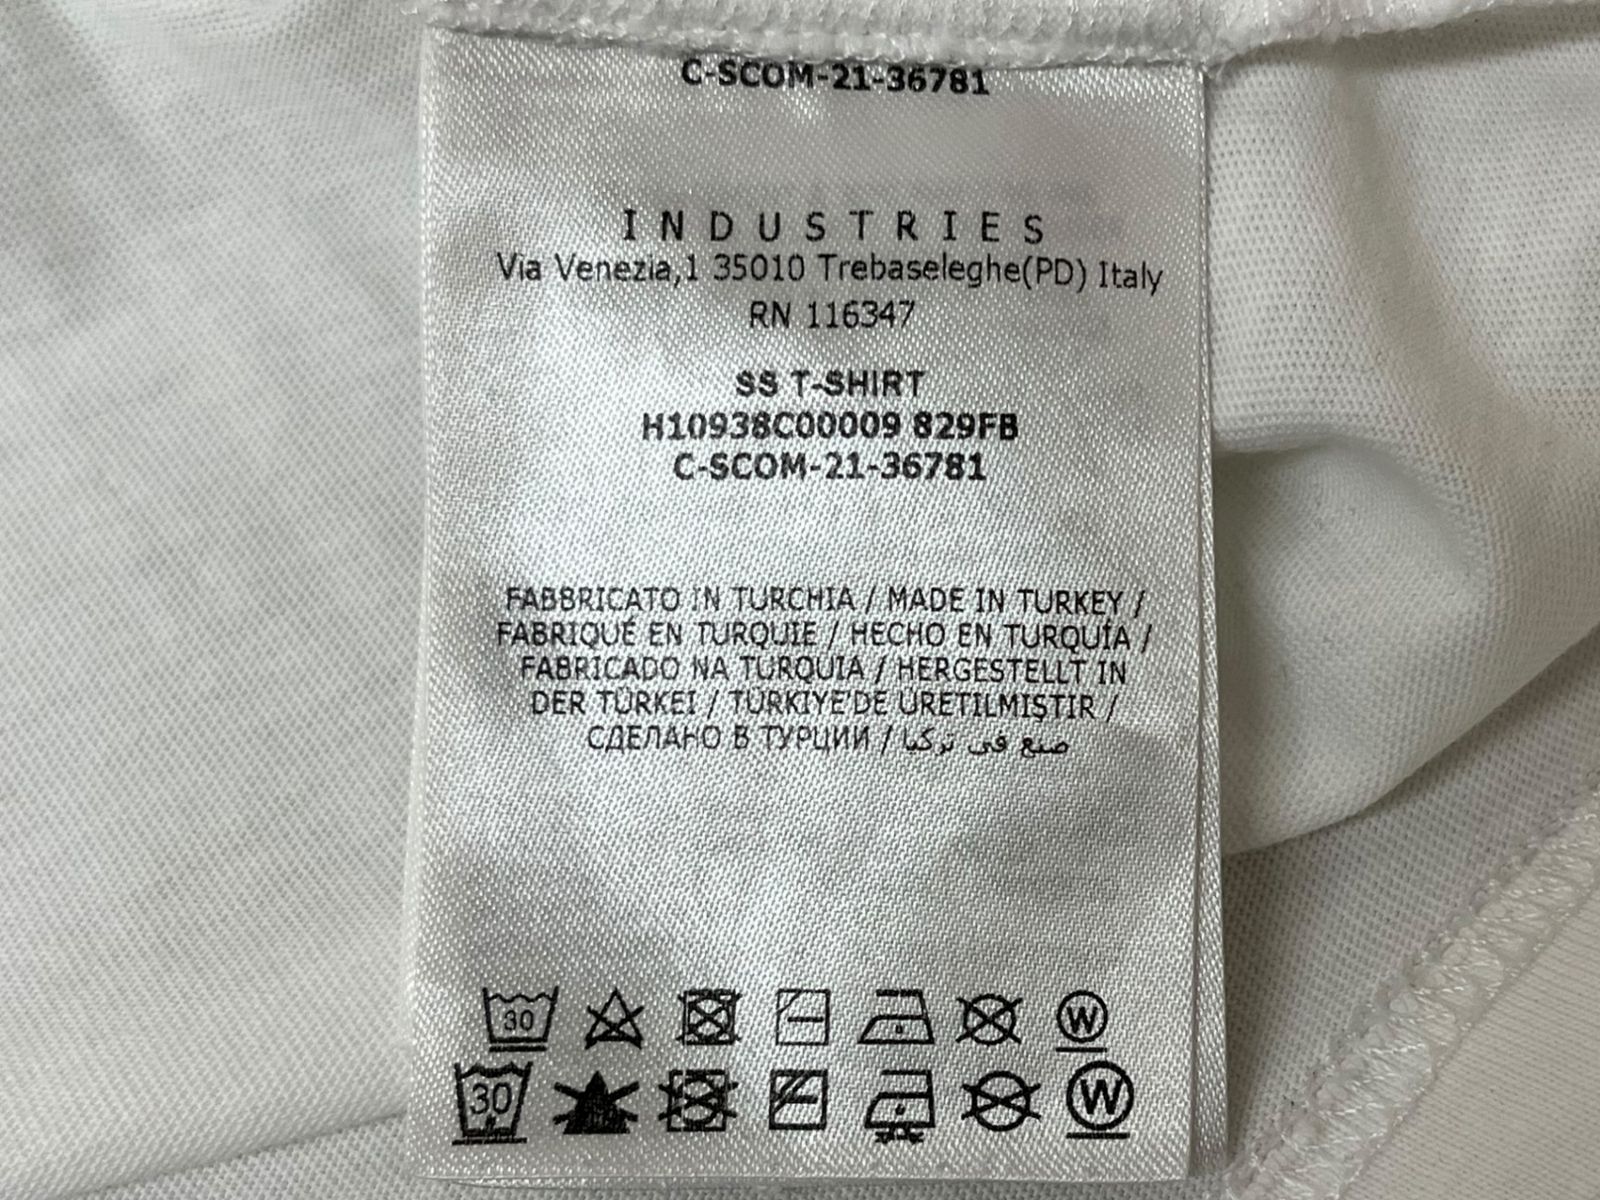 C-SCOM-21-36781
INDUSTRIES
Via Venezia,1 35010 Trebaseleghe(PD) Italy
RN 116347
SS T-SHIRT
H10938C00009 829FB
C-SCOM-21-36781
FABBRICATO IN TURCHIA / MADE IN TURKEY /
FABRIQUÉ EN TURQUIE / HECHO EN TURQUÍA /
FABRICADO NA TURQUIA / HERGESTELLT IN
DER TÜRKEI / TÜRKIYE'DE ÜRETILMIŞTIR /
СДЕЛАНО В ТУРЦИИ / صنع في تركيا
30 W
30 W